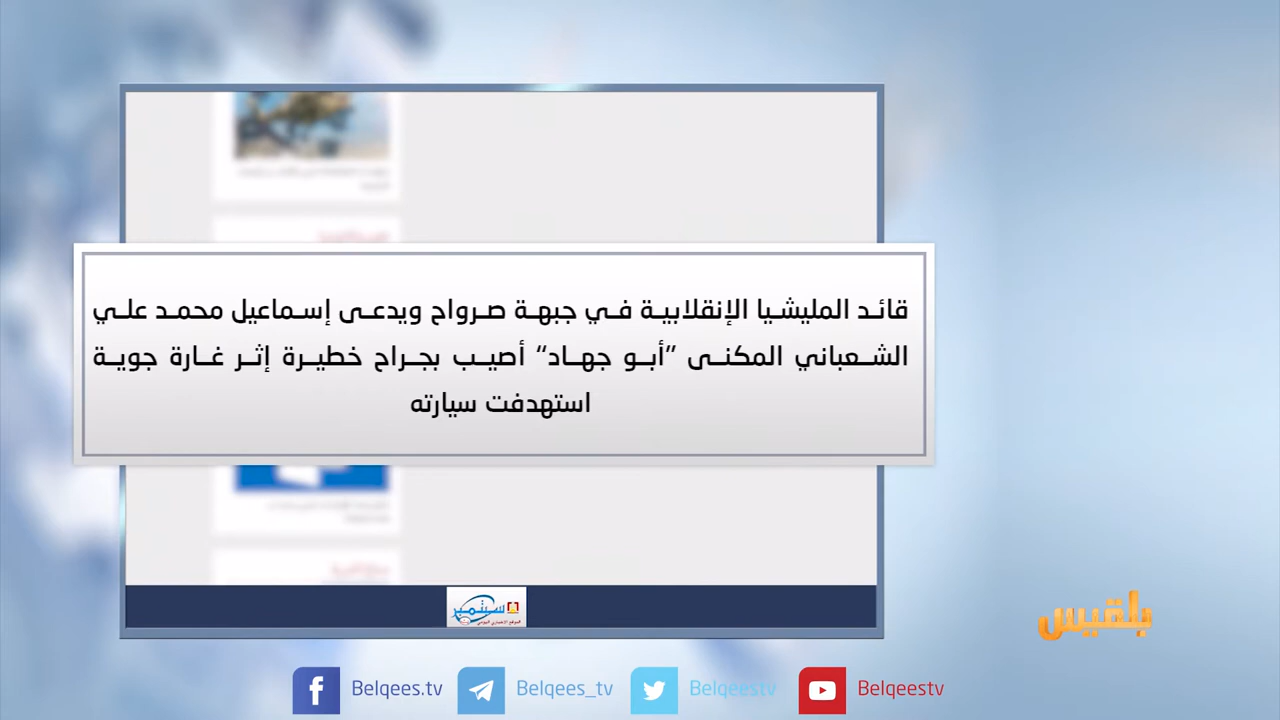 قائد المليشيا الإنقلابية في جبهة صرواح ويدعى إسماعيل محمد علي
الشعباني المكنى "أبو جهاد" أصيب بجراح خطيرة إثر غارة جوية
استهدفت سيارته
سبتمبر
بلقيس
Belqees.tv
Belqees_tv
Belqeestv
Belqeestv